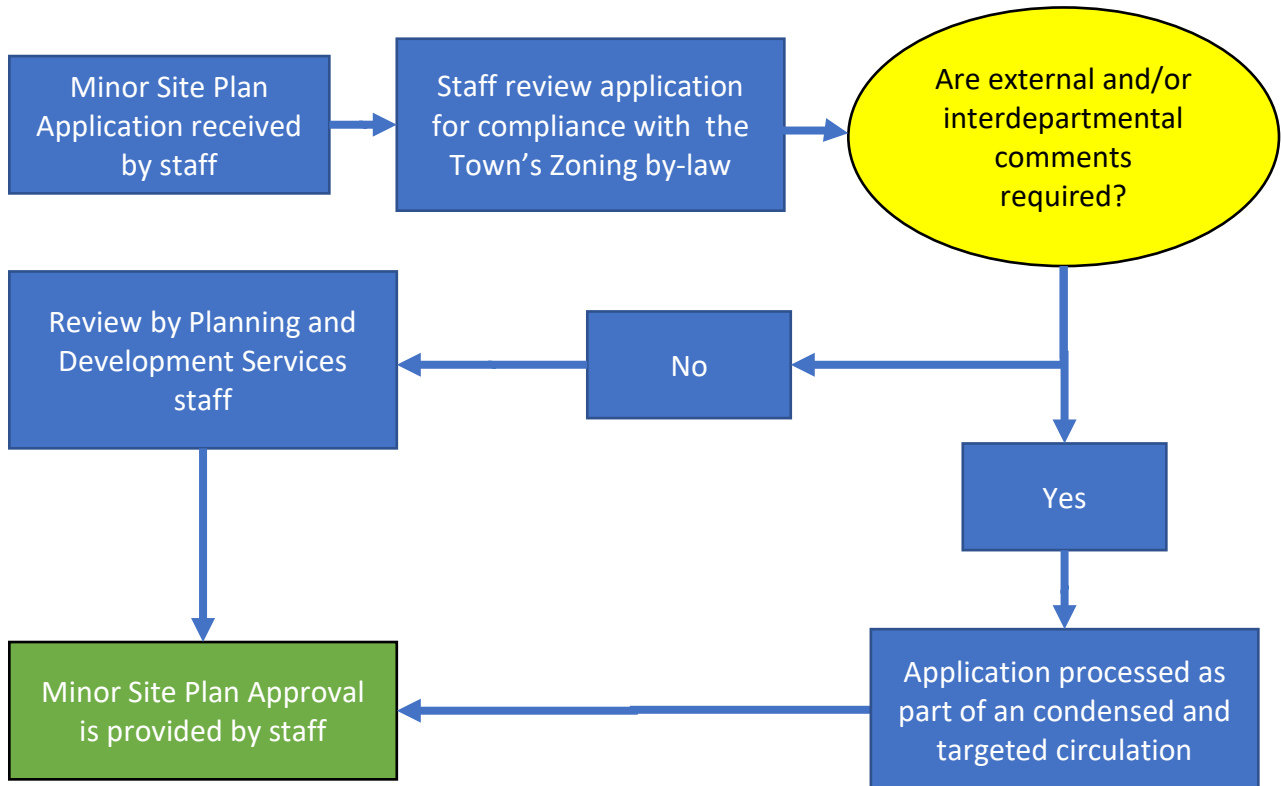 Minor Site Plan
Application received
by staff
Staff review application
for compliance with the
Town's Zoning by-law
Are external and/or
interdepartmental
comments
required?
Review by Planning and
Development Services
staff
No
Yes
Minor Site Plan Approval
is provided by staff
Application processed as
part of an condensed and
targeted circulation